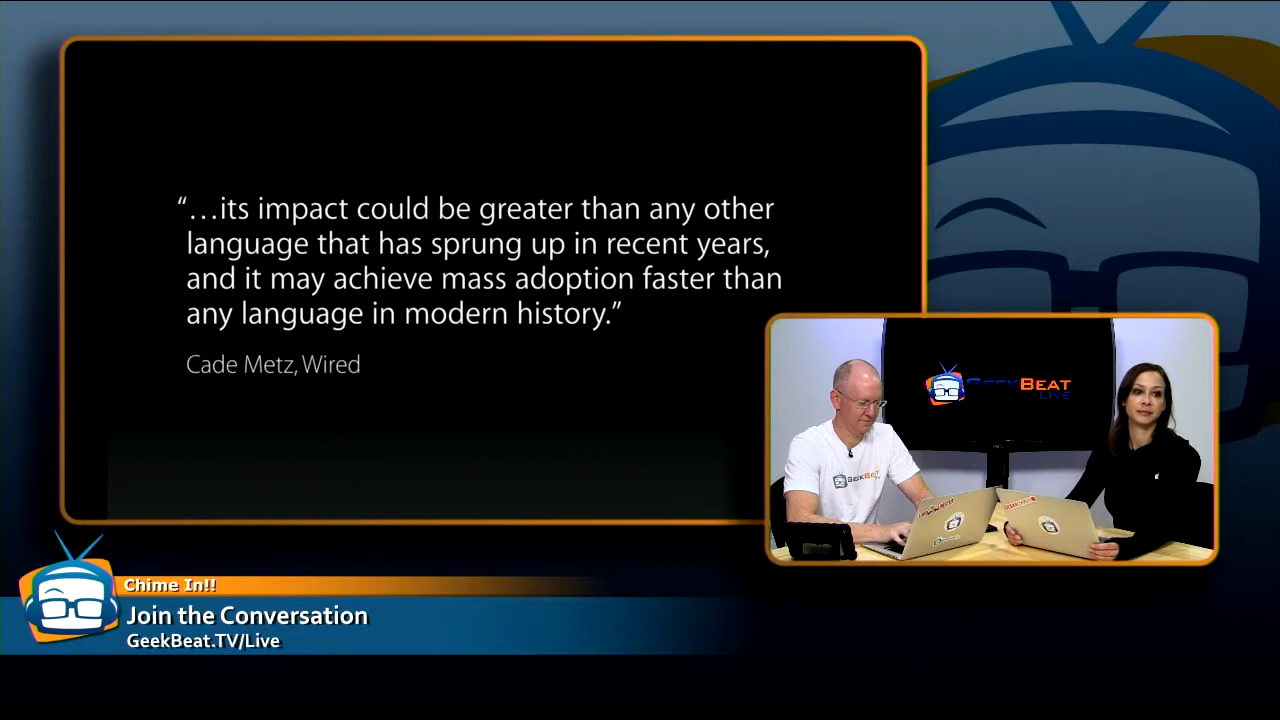 “…its impact could be greater than any other
language that has sprung up in recent years,
and it may achieve mass adoption faster than
any language in modern history.”
Cade Metz, Wired
GEEKBEAT
LIVE
GEEKBEAT
Chime In!!
Join the Conversation
GeekBeat.TV/Live